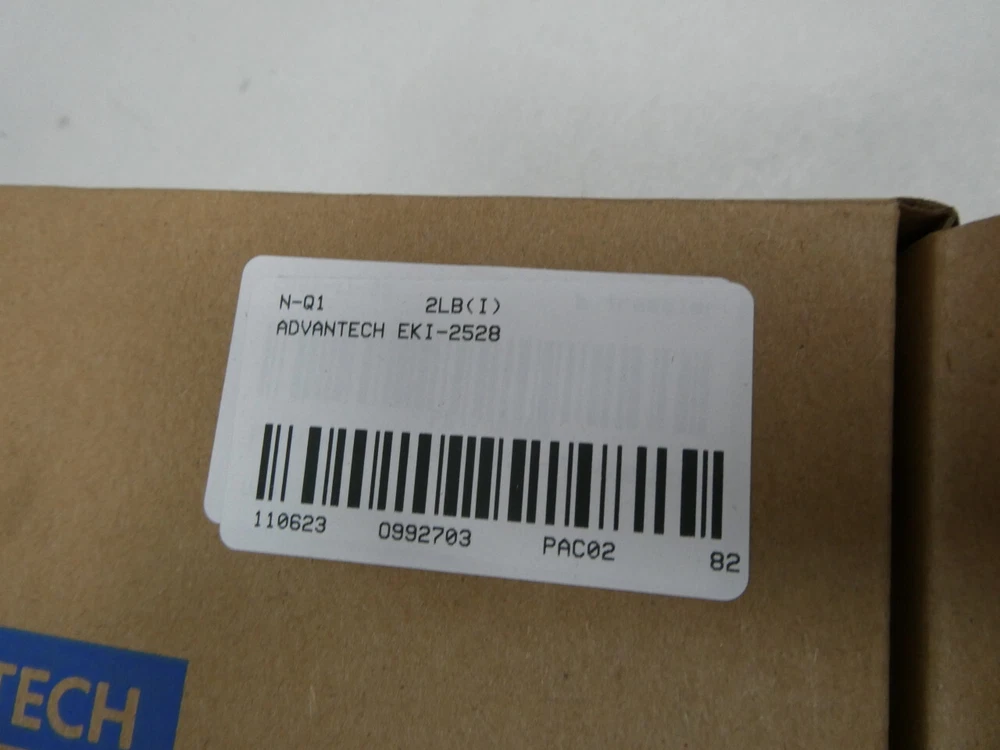 N-Q1 2LB(I)
ADVANTECH EKI-2528
110623 0992703 PAC02 82
TECH